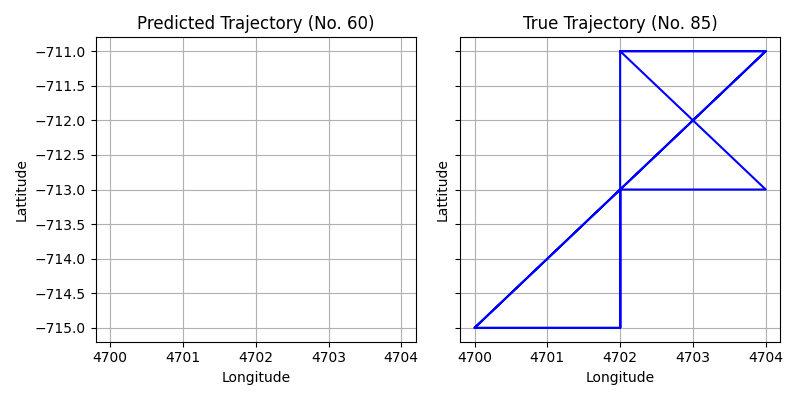 Predicted Trajectory (No. 60)
True Trajectory (No. 85)
Lattitude
−711.0
−711.5
−712.0
−712.5
−713.0
−713.5
−714.0
−714.5
−715.0
4700 4701 4702 4703 4704
Longitude
Lattitude
4700 4701 4702 4703 4704
Longitude